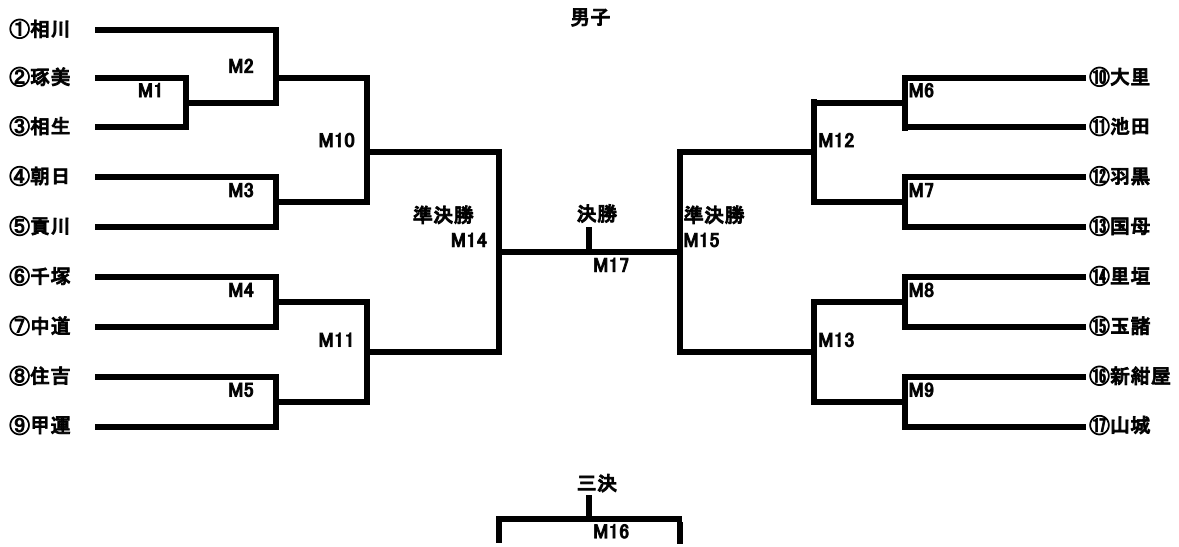 男子
①相川
M2
②琢美
M1
③相生
M10
④朝日
M3
⑤貢川
準決勝
M14
⑥千塚
M4
⑦中道
M11
⑧住吉
M5
⑨甲運
決勝
M17
⑩大里
M6
⑪池田
M12
⑫羽黒
M7
⑬国母
準決勝
M15
⑭里垣
M8
⑮玉諸
M13
⑯新紺屋
M9
⑰山城
三決
M16